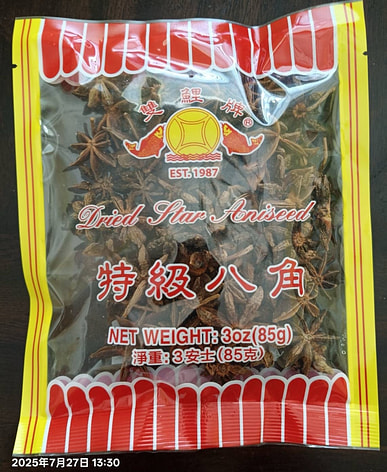 雙鯉牌®
EST. 1987
Dried Star Aniseed
特級八角
NET WEIGHT: 3oz(85g)
淨重: 3安士(85克)
2025年7月27日 13:30